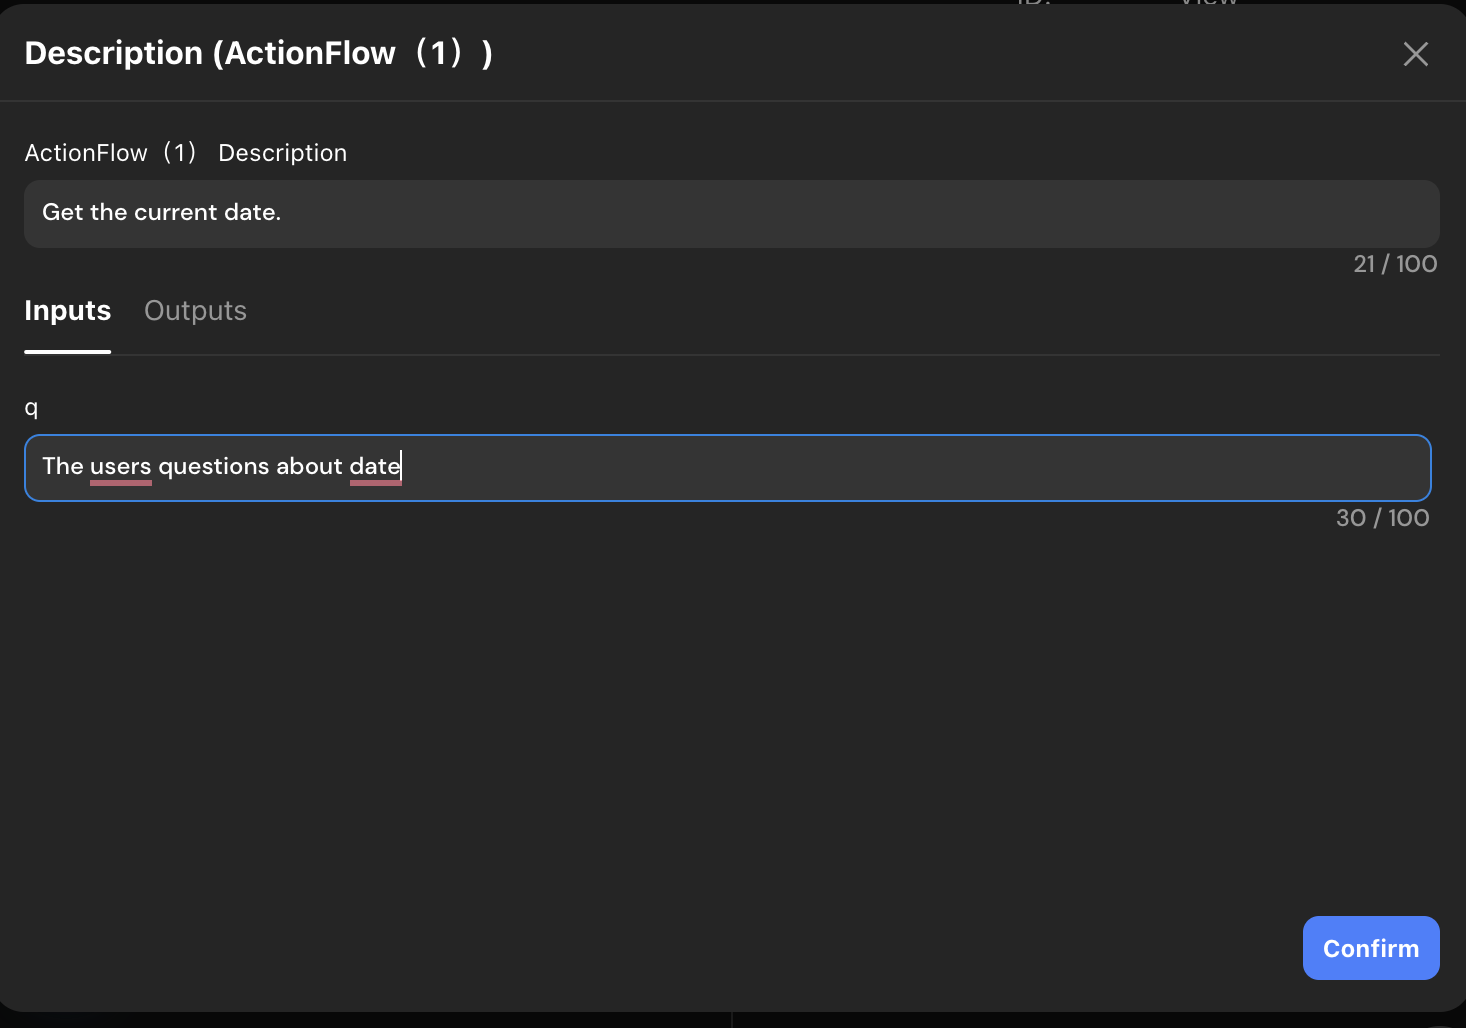 Description (ActionFlow（1）)
ActionFlow（1） Description
Get the current date.
21 / 100
Inputs Outputs
q
The users questions about date
30 / 100
Confirm